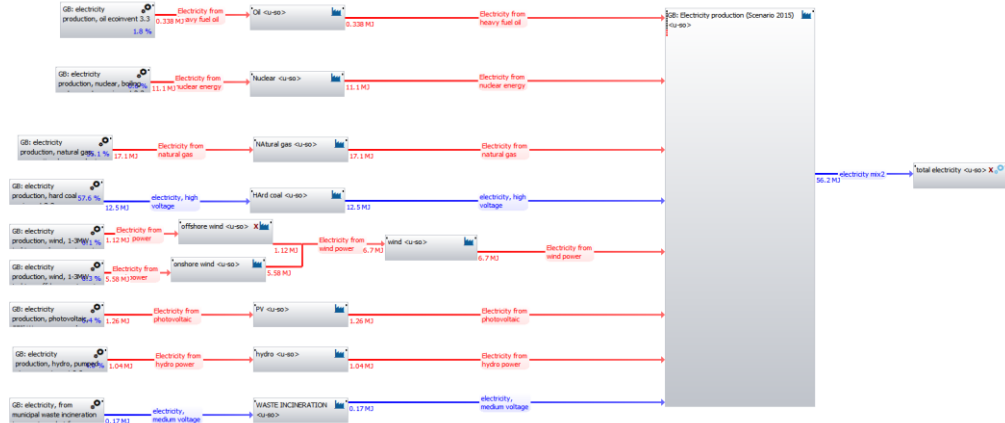 GB: electricity
production, oil ecoinvent 3.3
1.8 %
0.338 MJ
Electricity from
heavy fuel oil
Oil <u-so>
0.338 MJ
Electricity from
heavy fuel oil
GB: Electricity production (Scenario 2015)
<u-so>
GB: electricity
production, nuclear, boiling
11.1 MJ
Electricity from
nuclear energy
Nuclear <u-so>
11.1 MJ
Electricity from
nuclear energy
GB: electricity
production, natural gas,
17.1 MJ
Electricity from
natural gas
NAtural gas <u-so>
17.1 MJ
Electricity from
natural gas
56.2 MJ
electricity mix2
total electricity <u-so> X
GB: electricity
production, hard coal
57.6 %
12.5 MJ
electricity, high
voltage
HArd coal <u-so>
12.5 MJ
electricity, high
voltage
GB: electricity
production, wind, 1-3MW
1.12 MJ
Electricity from
power
offshore wind <u-so> X
1.12 MJ
Electricity from
wind power
6.7 MJ
wind <u-so>
6.7 MJ
Electricity from
wind power
GB: electricity
production, wind, 1-3MW
5.58 MJ
Electricity from
power
onshore wind <u-so>
5.58 MJ
GB: electricity
production, photovoltaic,
1.26 MJ
Electricity from
photovoltaic
PV <u-so>
1.26 MJ
Electricity from
photovoltaic
GB: electricity
production, hydro, pumped
1.04 MJ
Electricity from
hydro power
hydro <u-so>
1.04 MJ
Electricity from
hydro power
GB: electricity, from
municipal waste incineration
0.17 MJ
electricity,
medium voltage
WASTE INCINERATION
<u-so>
0.17 MJ
electricity,
medium voltage